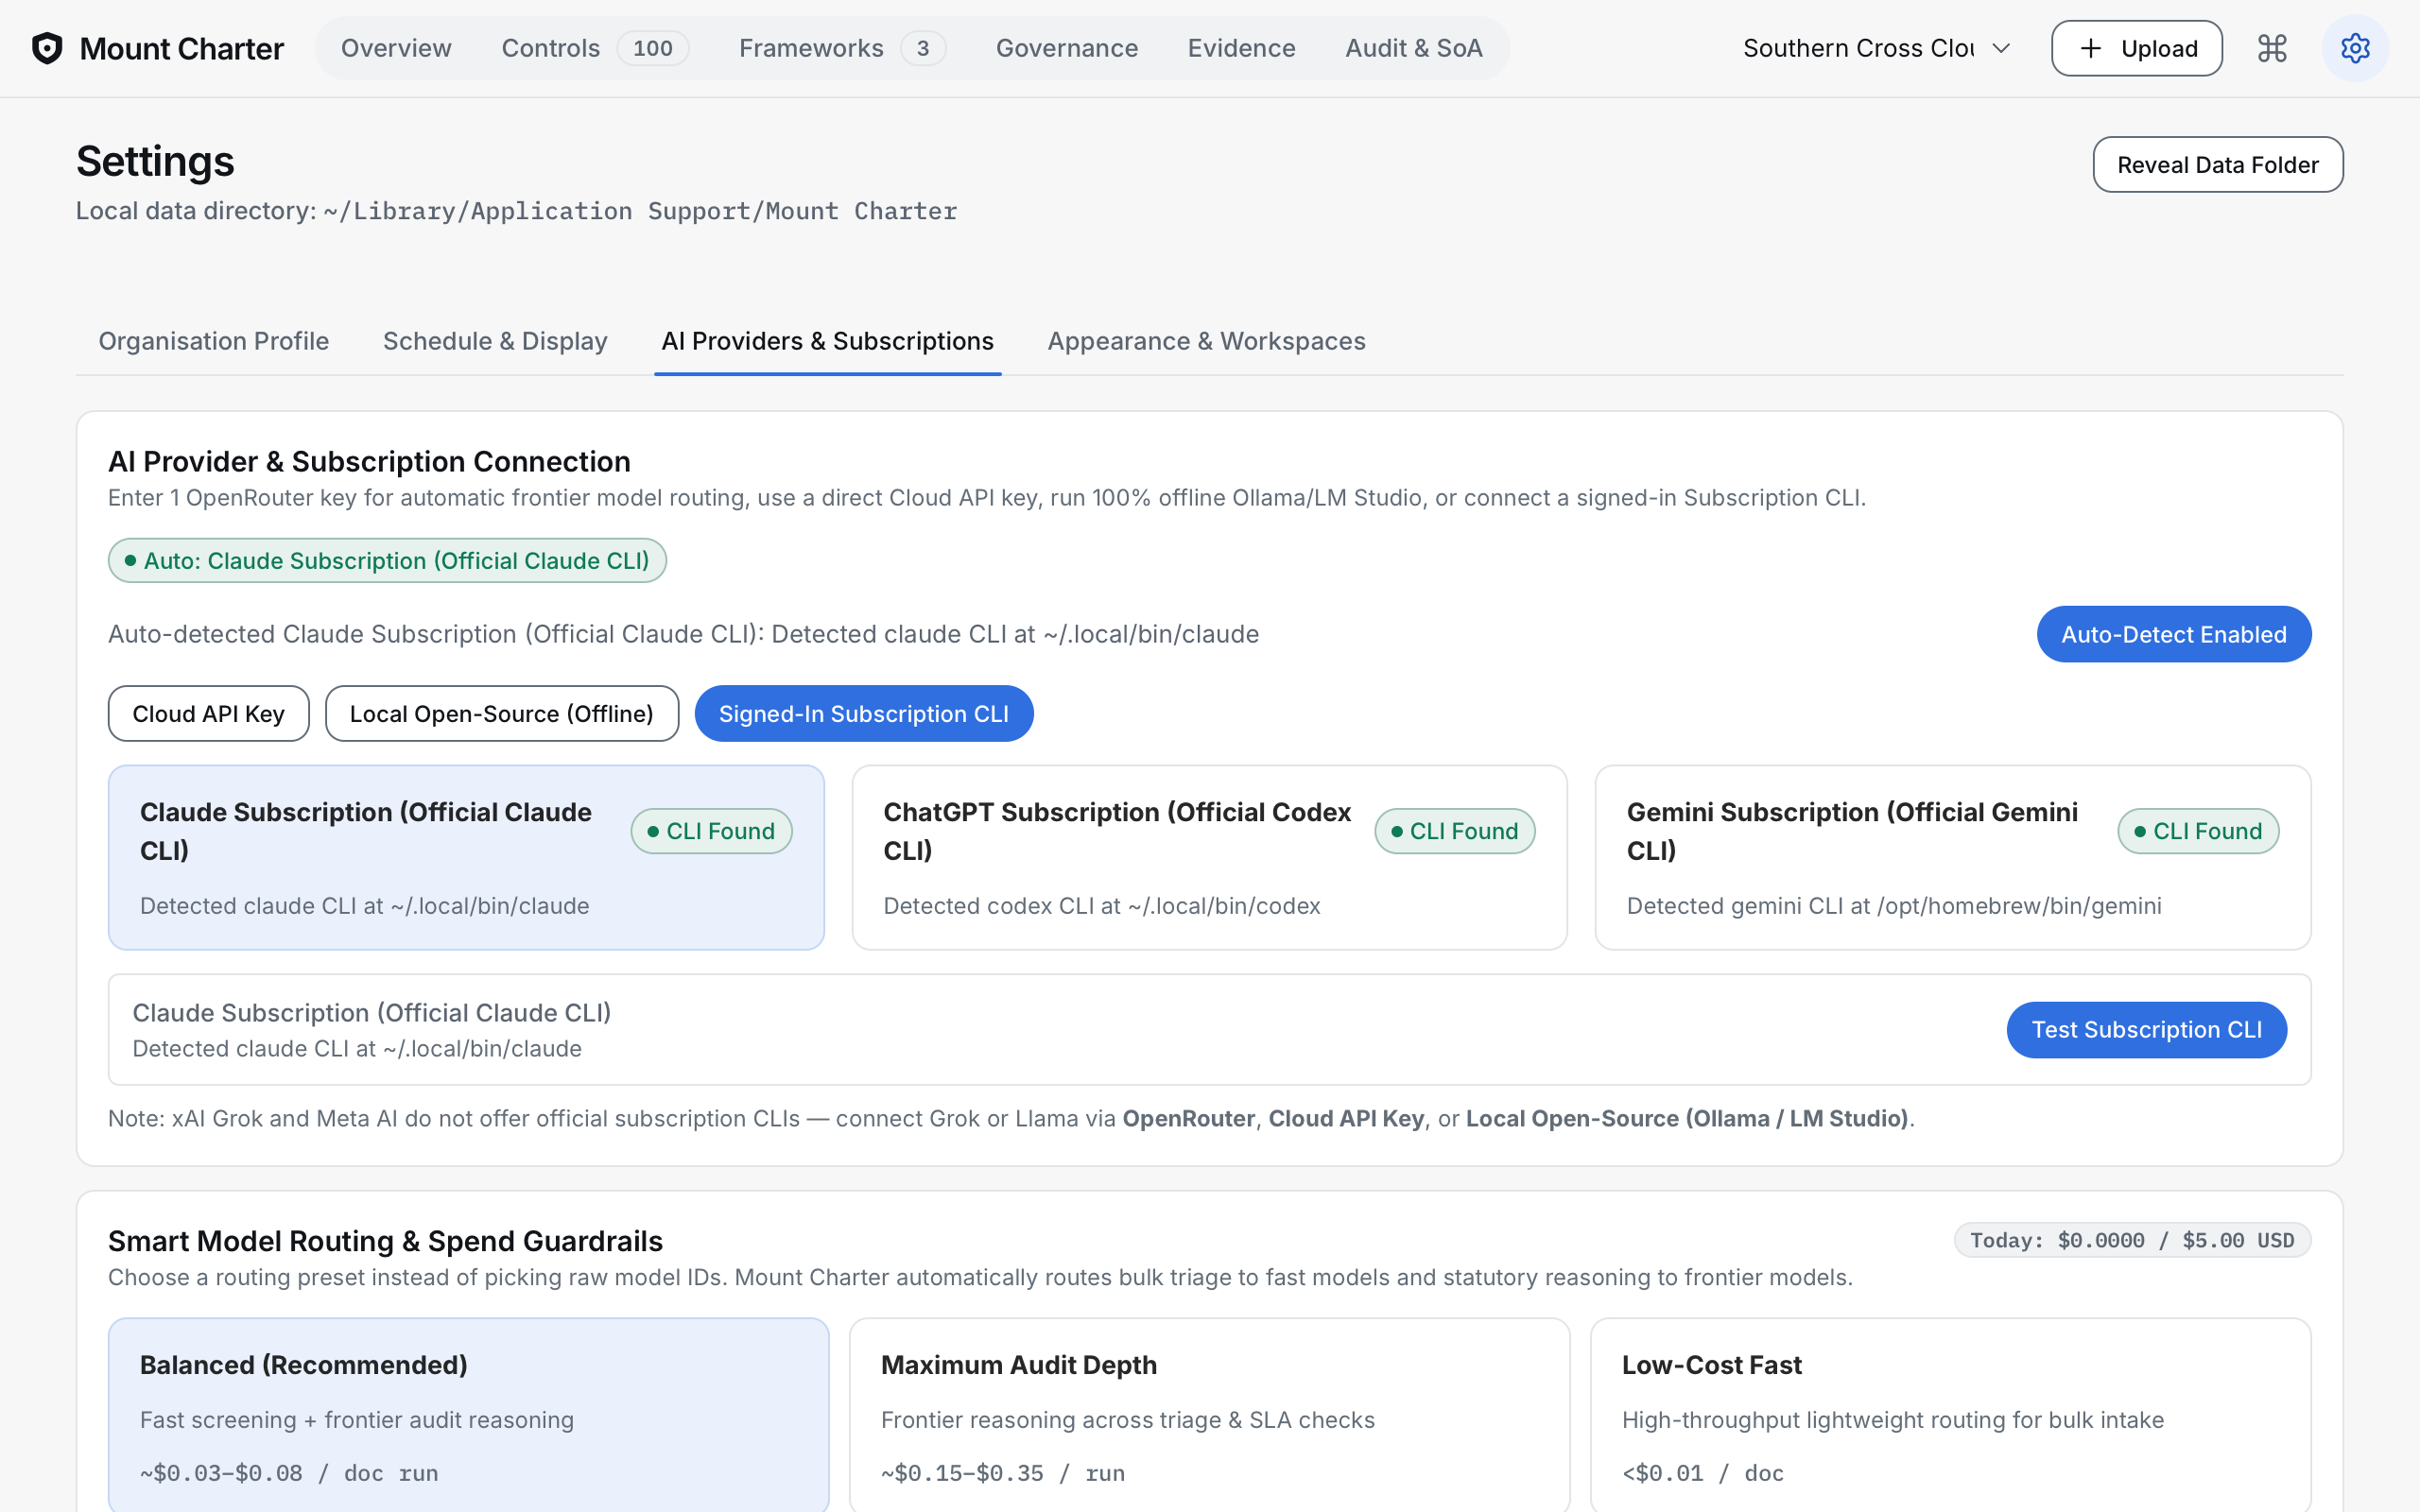 Mount Charter
Overview
Controls 100
Frameworks 3
Governance
Evidence
Audit & SoA
Southern Cross
Upload
Settings
Reveal Data Folder
Local data directory: ~/Library/Application Support/Mount Charter
Organisation Profile
Schedule & Display
AI Providers & Subscriptions
Appearance & Workspaces
AI Provider & Subscription Connection
Enter 1 OpenRouter key for automatic frontier model routing, use a direct Cloud API key, run 100% offline Ollama/LM Studio, or connect a signed-in Subscription CLI.
Auto: Claude Subscription (Official Claude CLI)
Auto-detected Claude Subscription (Official Claude CLI): Detected claude CLI at ~/.local/bin/claude
Auto-Detect Enabled
Cloud API Key
Local Open-Source (Offline)
Signed-In Subscription CLI
Claude Subscription (Official Claude
CLI)
CLI Found
Detected claude CLI at ~/.local/bin/claude
ChatGPT Subscription (Official Codex
CLI)
CLI Found
Detected codex CLI at ~/.local/bin/codex
Gemini Subscription (Official Gemini
CLI)
CLI Found
Detected gemini CLI at /opt/homebrew/bin/gemini
Claude Subscription (Official Claude CLI)
Detected claude CLI at ~/.local/bin/claude
Test Subscription CLI
Note: xAI Grok and Meta AI do not offer official subscription CLIs — connect Grok or Llama via OpenRouter, Cloud API Key, or Local Open-Source (Ollama / LM Studio).
Smart Model Routing & Spend Guardrails
Today: $0.0000 / $5.00 USD
Choose a routing preset instead of picking raw model IDs. Mount Charter automatically routes bulk triage to fast models and statutory reasoning to frontier models.
Balanced (Recommended)
Fast screening + frontier audit reasoning
~$0.03–$0.08 / doc run
Maximum Audit Depth
Frontier reasoning across triage & SLA checks
~$0.15–$0.35 / run
Low-Cost Fast
High-throughput lightweight routing for bulk intake
<$0.01 / doc